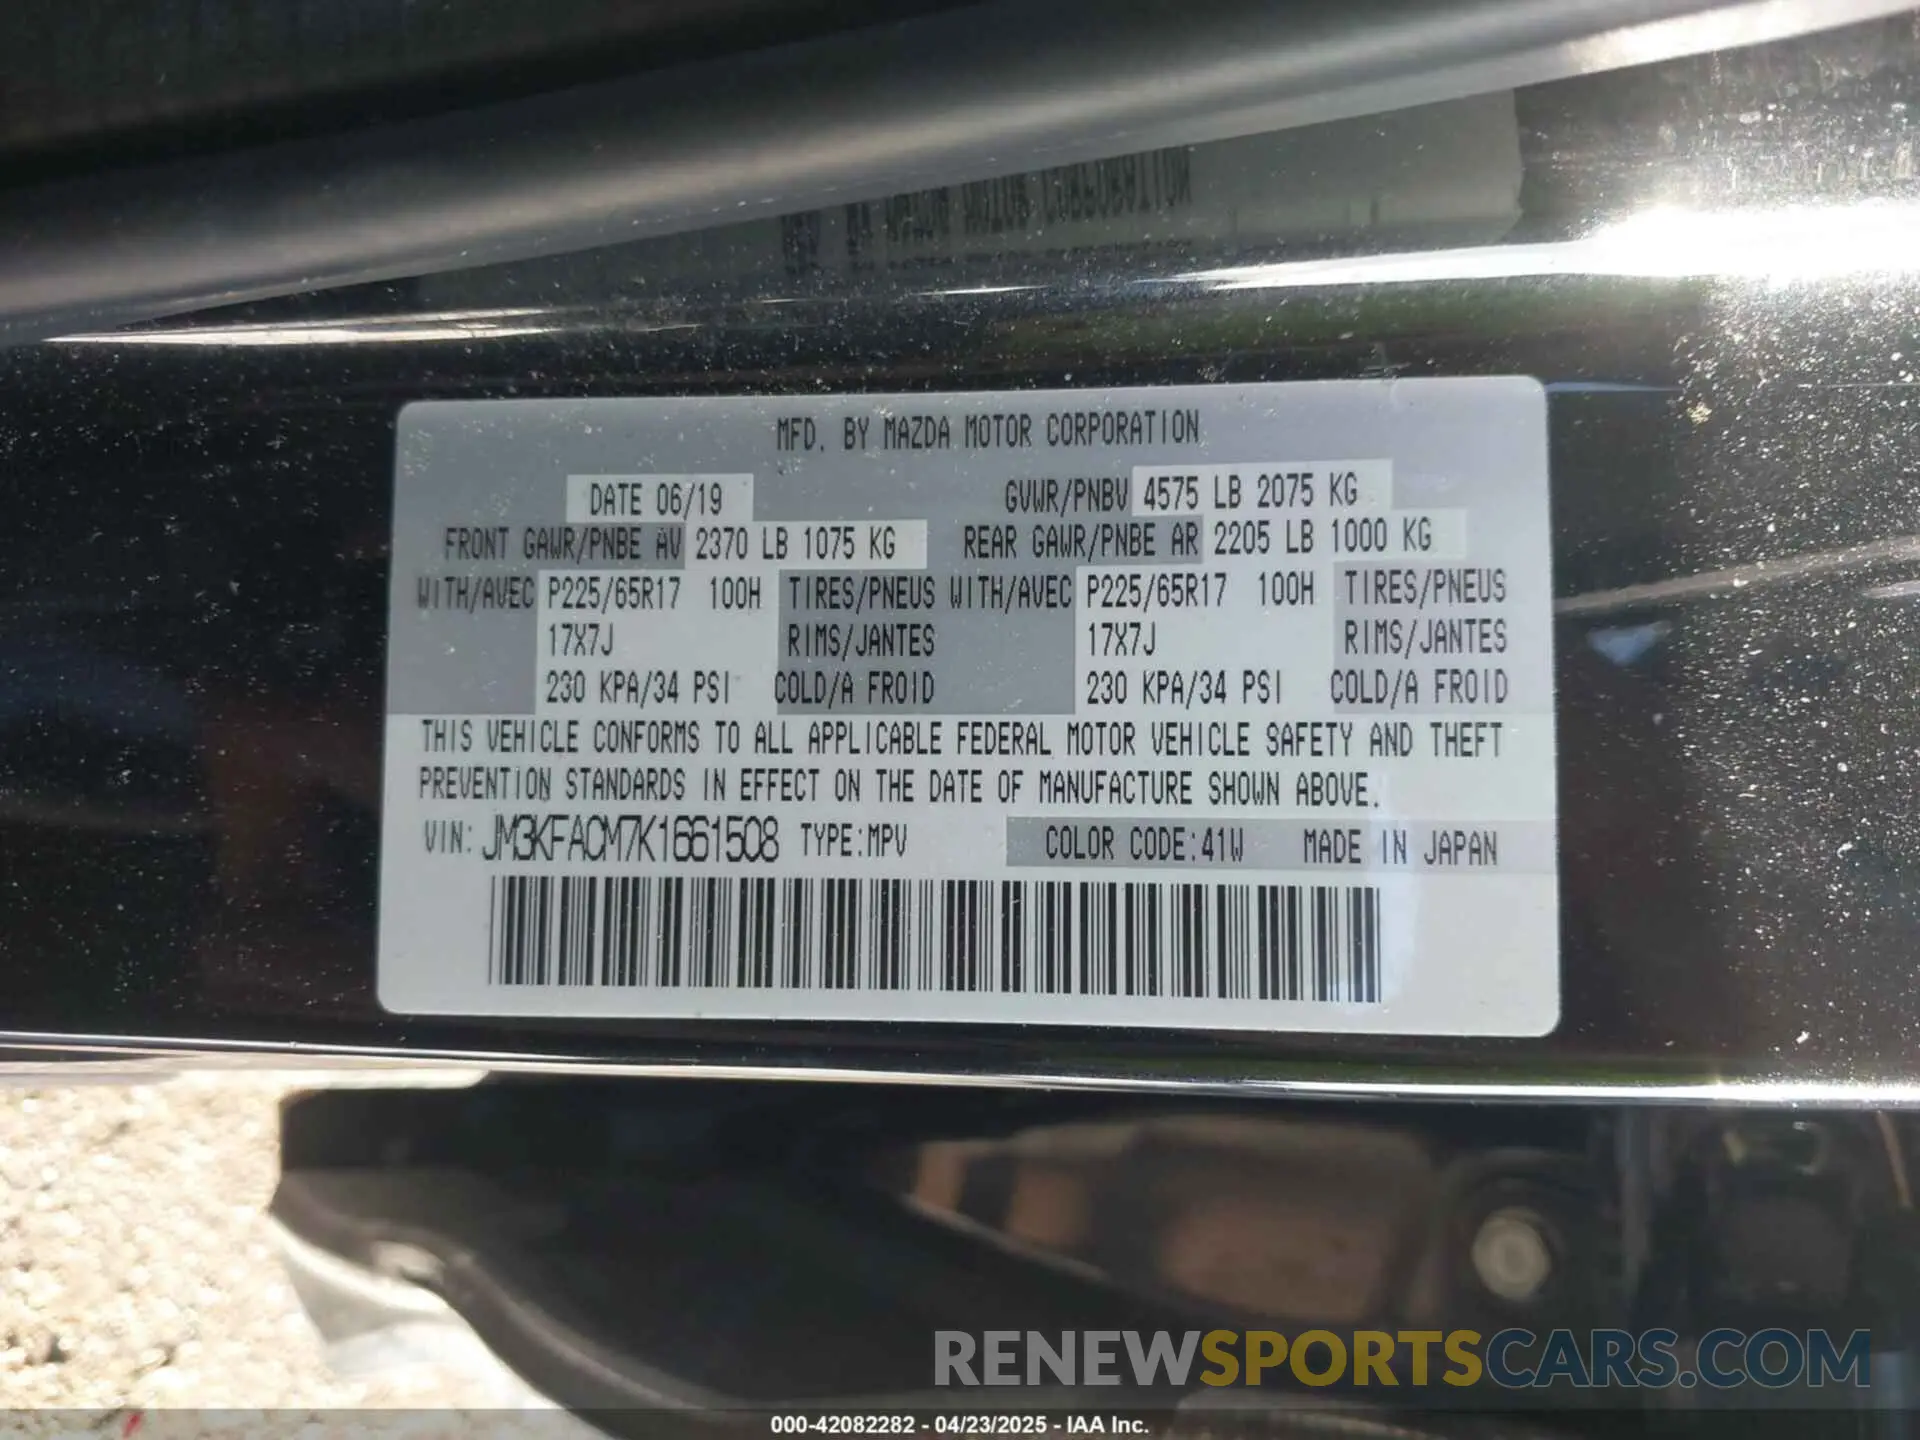 MFD. BY MAZDA MOTOR CORPORATION
DATE 06/19 GVWR/PNBV 4575 LB 2075 KG
FRONT GAWR/PNBE AV 2370 LB 1075 KG REAR GAWR/PNBE AR 2205 LB 1000 KG
WITH/AVEC P225/65R17 100H TIRES/PNEUS WITH/AVEC P225/65R17 100H TIRES/PNEUS
17X7J RIMS/JANTES 17X7J RIMS/JANTES
230 KPA/34 PSI COLD/A FROID 230 KPA/34 PSI COLD/A FROID
THIS VEHICLE CONFORMS TO ALL APPLICABLE FEDERAL MOTOR VEHICLE SAFETY AND THEFT
PREVENTION STANDARDS IN EFFECT ON THE DATE OF MANUFACTURE SHOWN ABOVE.
VIN: JM3KFACM7K1661508 TYPE:MPV COLOR CODE:41W MADE IN JAPAN
RENEWSPORTSCARS.COM
000-42082282 - 04/23/2025 - IAA Inc.